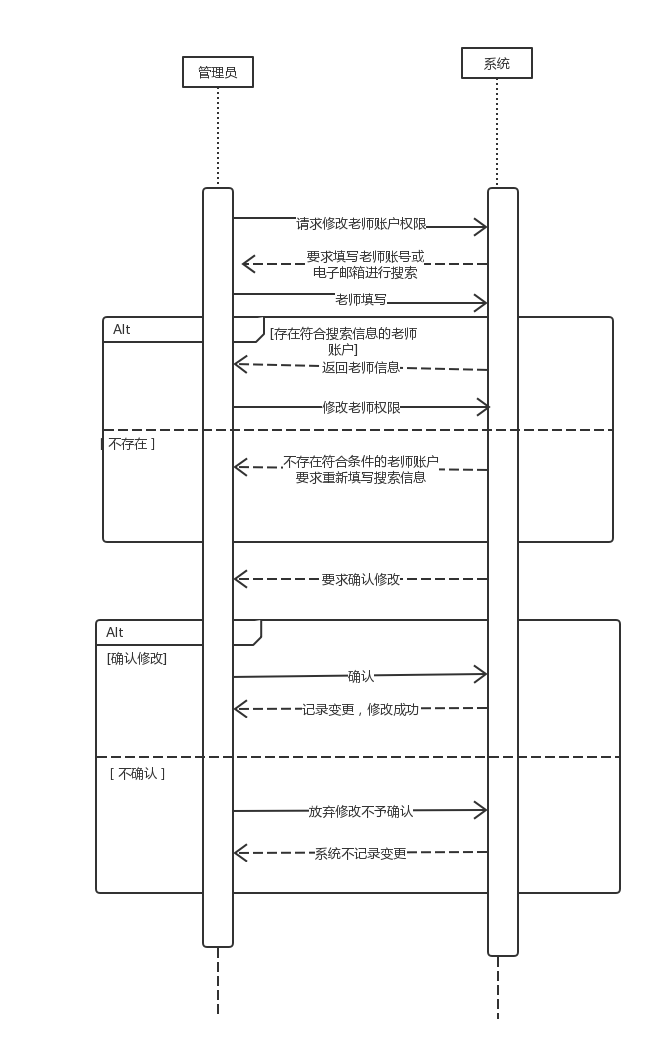 管理员
系统
请求修改老师账户权限
要求填写老师账号或
电子邮箱进行搜索
老师填写
Alt
[存在符合搜索信息的老师
账户]
返回老师信息
修改老师权限
[ 不存在 ]
不存在符合条件的老师账户
要求重新填写搜索信息
要求确认修改
Alt
[确认修改]
确认
记录变更，修改成功
[ 不确认 ]
放弃修改不予确认
系统不记录变更